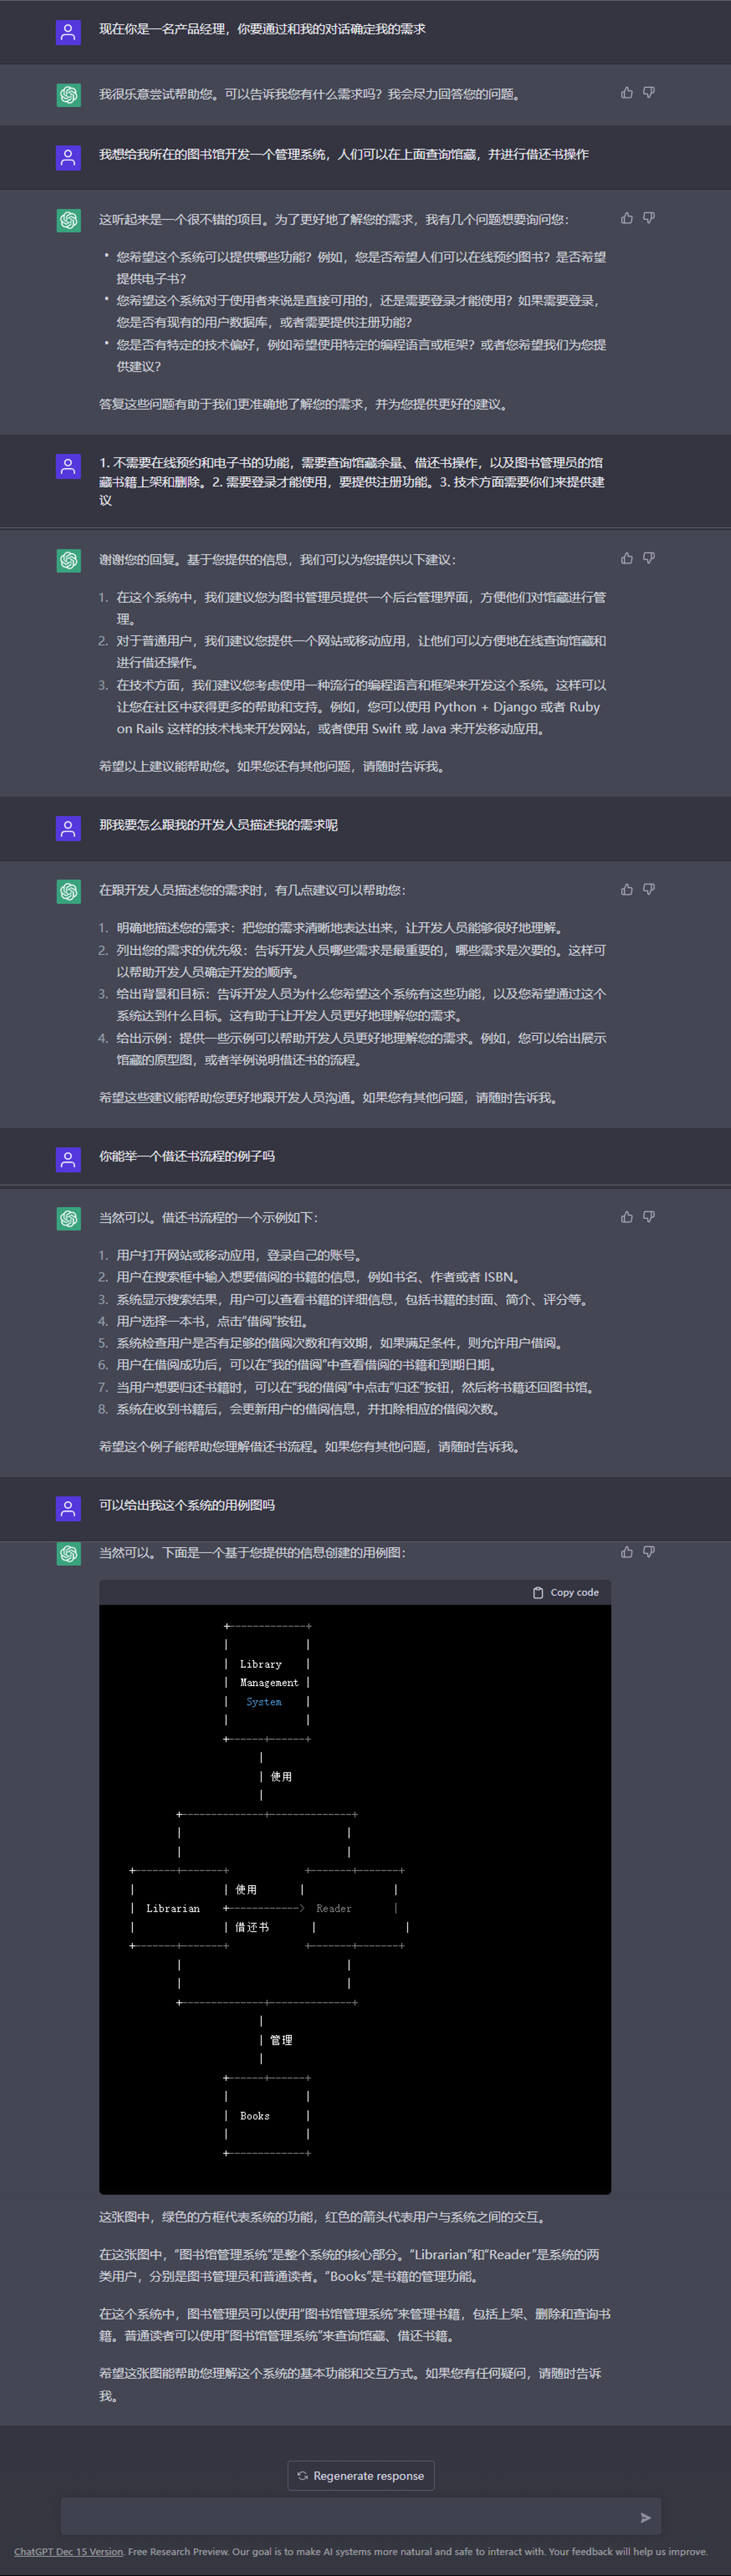 现在你是一名产品经理，你要通过和我的对话确定我的需求
我很乐意尝试帮助您。可以告诉我您有什么需求吗？我会尽力回答您的问题。
我想给我所在的图书馆开发一个管理系统，人们可以在上面查询馆藏，并进行借还书操作
这听起来是一个很不错的项目。为了更好地了解您的需求，我有几个问题想要询问您：
• 您希望这个系统可以提供哪些功能？例如，您是否希望人们可以在线预约图书？是否希望
提供电子书？
• 您希望这个系统对于使用者来说是直接可用的，还是需要登录才能使用？如果需要登录，
您是否有现有的用户数据库，或者需要提供注册功能？
• 您是否有特定的技术偏好，例如希望使用特定的编程语言或框架？或者您希望我们为您提
供建议？
答复这些问题有助于我们更准确地了解您的需求，并为您提供更好的建议。
1. 不需要在线预约和电子书的功能，需要查询馆藏余量、借还书操作，以及图书管理员的馆
藏书籍上架和删除。2. 需要登录才能使用，要提供注册功能。3. 技术方面需要你们来提供建
议
谢谢您的回复。基于您提供的信息，我们可以为您提供以下建议：
1. 在这个系统中，我们建议您为图书管理员提供一个后台管理界面，方便他们对馆藏进行管
理。
2. 对于普通用户，我们建议您提供一个网站或移动应用，让他们可以方便地在线查询馆藏和
进行借还操作。
3. 在技术方面，我们建议您考虑使用一种流行的编程语言和框架来开发这个系统。这样可以
让您在社区中获得更多的帮助和支持。例如，您可以使用 Python + Django 或者 Ruby
on Rails 这样的技术栈来开发网站，或者使用 Swift 或 Java 来开发移动应用。
希望以上建议能帮助您。如果您还有其他问题，请随时告诉我。
那我要怎么跟我的开发人员描述我的需求呢
在跟开发人员描述您的需求时，有几点建议可以帮助您：
1. 明确地描述您的需求：把您的需求清晰地表达出来，让开发人员能够很好地理解。
2. 列出您的需求的优先级：告诉开发人员哪些需求是最重要的，哪些需求是次要的。这样可
以帮助开发人员确定开发的顺序。
3. 给出背景和目标：告诉开发人员为什么您希望这个系统有这些功能，以及您希望通过这个
系统达到什么目标。这有助于让开发人员更好地理解您的需求。
4. 给出示例：提供一些示例可以帮助开发人员更好地理解您的需求。例如，您可以给出展示
馆藏的原型图，或者举例说明借还书的流程。
希望这些建议能帮助您更好地跟开发人员沟通。如果您有其他问题，请随时告诉我。
你能举一个借还书流程的例子吗
当然可以。借还书流程的一个示例如下：
1. 用户打开网站或移动应用，登录自己的账号。
2. 用户在搜索框中输入想要借阅的书籍的信息，例如书名、作者或者 ISBN。
3. 系统显示搜索结果，用户可以查看书籍的详细信息，包括书籍的封面、简介、评分等。
4. 用户选择一本书，点击“借阅”按钮。
5. 系统检查用户是否有足够的借阅次数和有效期，如果满足条件，则允许用户借阅。
6. 用户在借阅成功后，可以在“我的借阅”中查看借阅的书籍和到期日期。
7. 当用户想要归还书籍时，可以在“我的借阅”中点击“归还”按钮，然后将书籍还回图书馆。
8. 系统在收到书籍后，会更新用户的借阅信息，并扣除相应的借阅次数。
希望这个例子能帮助您理解借还书流程。如果您有其他问题，请随时告诉我。
可以给出我这个系统的用例图吗
当然可以。下面是一个基于您提供的信息创建的用例图：
Copy code
Library
Management
System
使用
使用
Librarian Reader
借还书
管理
Books
这张图中，绿色的方框代表系统的功能，红色的箭头代表用户与系统之间的交互。
在这张图中，“图书馆管理系统”是整个系统的核心部分。“Librarian”和“Reader”是系统的两
类用户，分别是图书管理员和普通读者。“Books”是书籍的管理功能。
在这个系统中，图书管理员可以使用“图书馆管理系统”来管理书籍，包括上架、删除和查询书
籍。普通读者可以使用“图书馆管理系统”来查询馆藏、借还书籍。
希望这张图能帮助您理解这个系统的基本功能和交互方式。如果您有任何疑问，请随时告诉
我。
Regenerate response
ChatGPT Dec 15 Version. Free Research Preview. Our goal is to make AI systems more natural and safe to interact with. Your feedback will help us improve.